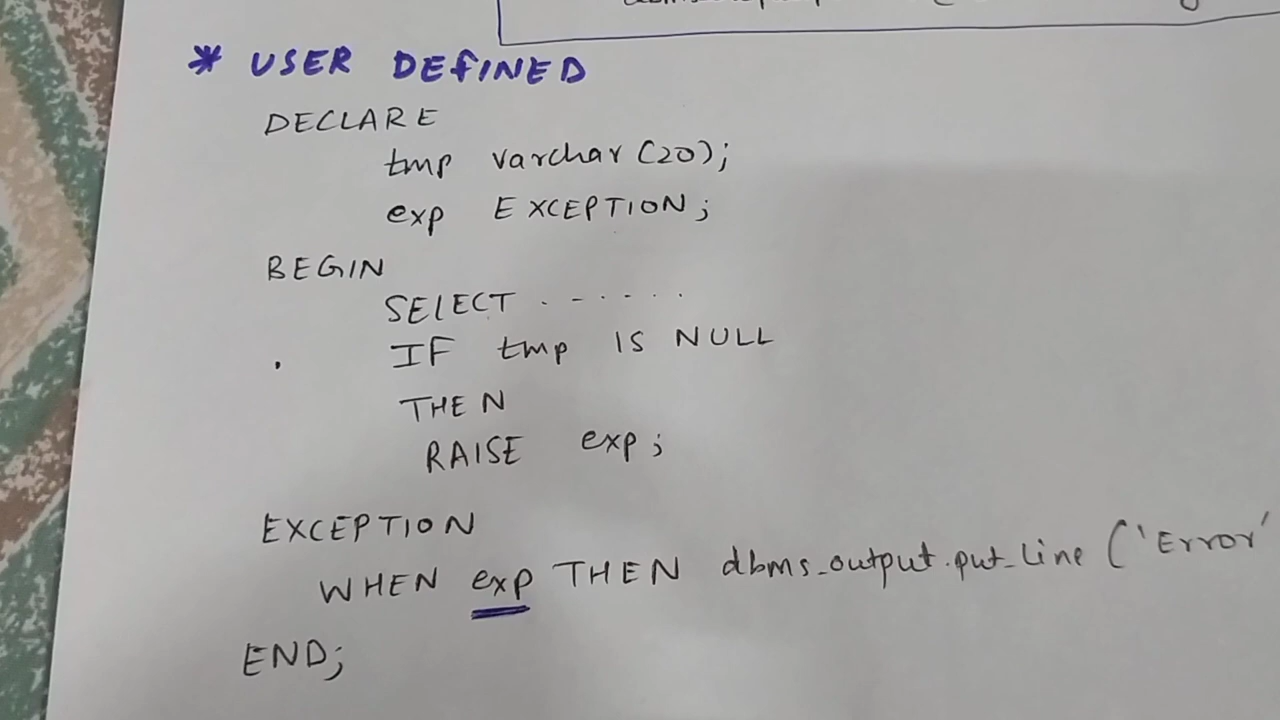 * USER DEFINED
DECLARE
tmp varchar(20);
exp EXCEPTION;
BEGIN
SELECT ......
IF tmp IS NULL
THEN
RAISE exp;
EXCEPTION
WHEN exp THEN dbms_output.put_line('Error'
END;